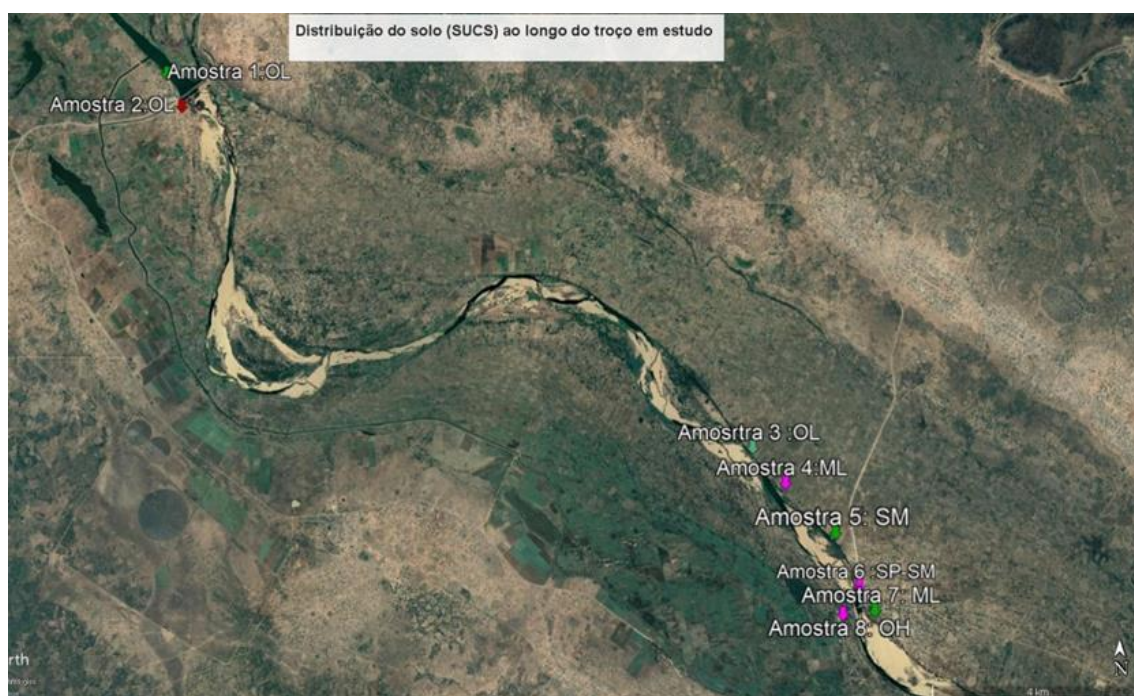 Distribuição do solo (SUCS) ao longo do troço em estudo
Amostra 1:OL
Amostra 2:OL
Amosrtra 3 :OL
Amostra 4:ML
Amostra 5: SM
Amostra 6 :SP-SM
Amostra 7: ML
Amostra 8: OH
rth
N
4 km